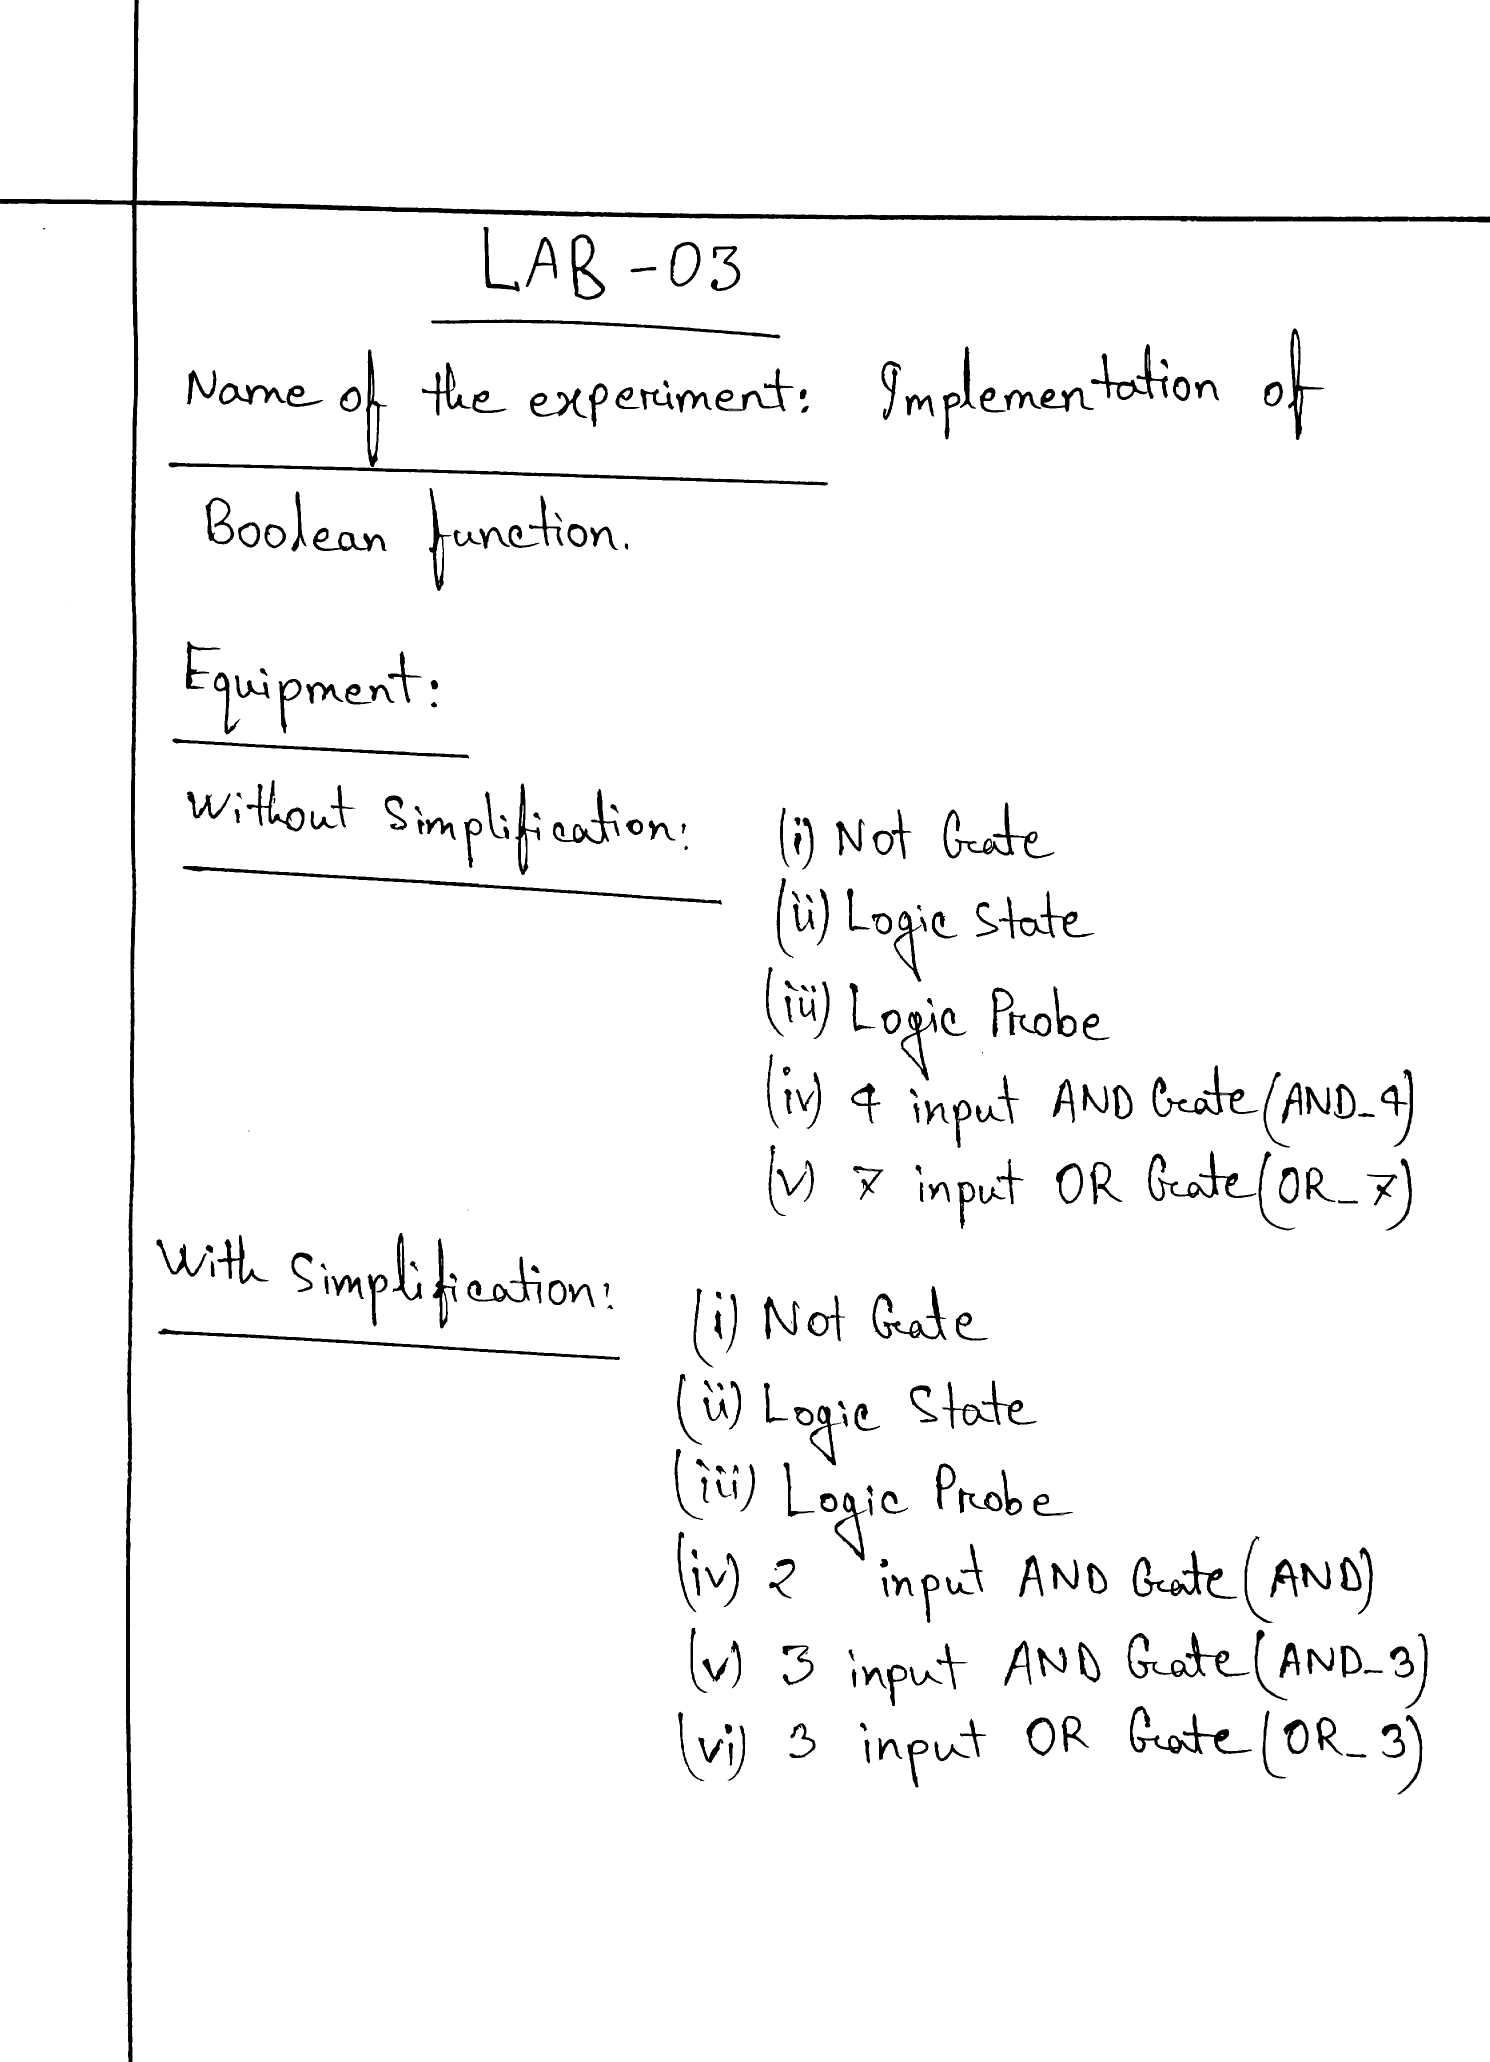 LAB-03
Name of the experiment: Implementation of
Boolean function.
Equipment:
Without Simplification: (i) Not Gate
(ii) Logic State
(iii) Logic Probe
(iv) 4 input AND Gate (AND_4)
(v) 7 input OR Gate (OR_7)
With Simplification: (i) Not Gate
(ii) Logic State
(iii) Logic Probe
(iv) 2 input AND Gate (AND)
(v) 3 input AND Gate (AND_3)
(vi) 3 input OR Gate (OR_3)